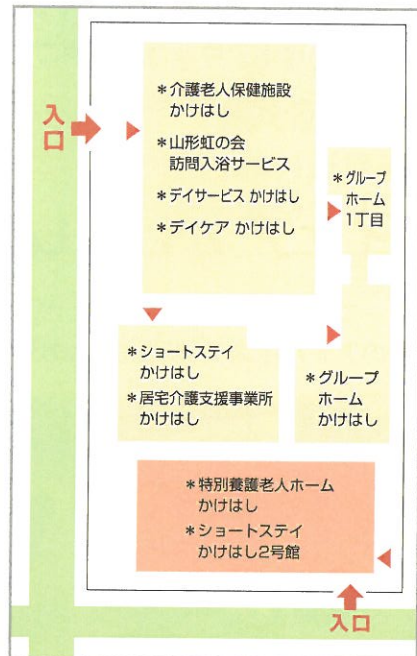 入口
＊介護老人保健施設
かけはし
＊山形虹の会
訪問入浴サービス
＊デイサービス かけはし
＊デイケア かけはし
＊グループ
ホーム
1丁目
＊ショートステイ
かけはし
＊居宅介護支援事業所
かけはし
＊グループ
ホーム
かけはし
＊特別養護老人ホーム
かけはし
＊ショートステイ
かけはし2号館
入口